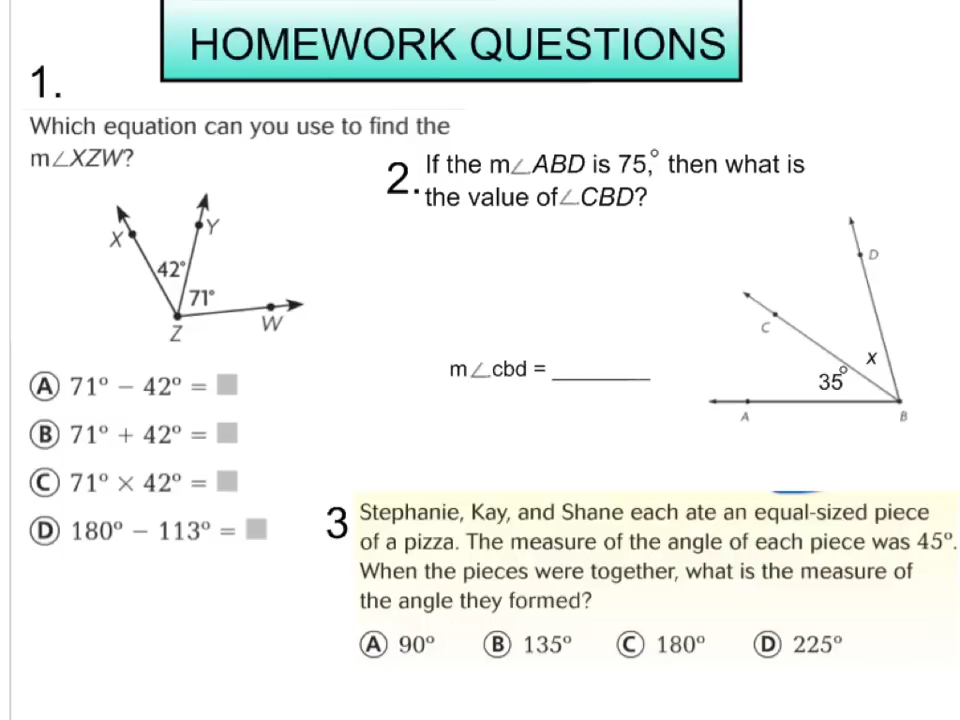 HOMEWORK QUESTIONS
1.
Which equation can you use to find the
m∠XZW?
X
Y
42°
71°
Z
W
Ⓐ 71° − 42° =
Ⓑ 71° + 42° =
Ⓒ 71° × 42° =
Ⓓ 180° − 113° =
2.
If the m∠ABD is 75,° then what is
the value of∠CBD?
D
C
x
35°
A
B
m∠cbd = ________
3
Stephanie, Kay, and Shane each ate an equal-sized piece
of a pizza. The measure of the angle of each piece was 45°.
When the pieces were together, what is the measure of
the angle they formed?
Ⓐ 90° Ⓑ 135° Ⓒ 180° Ⓓ 225°